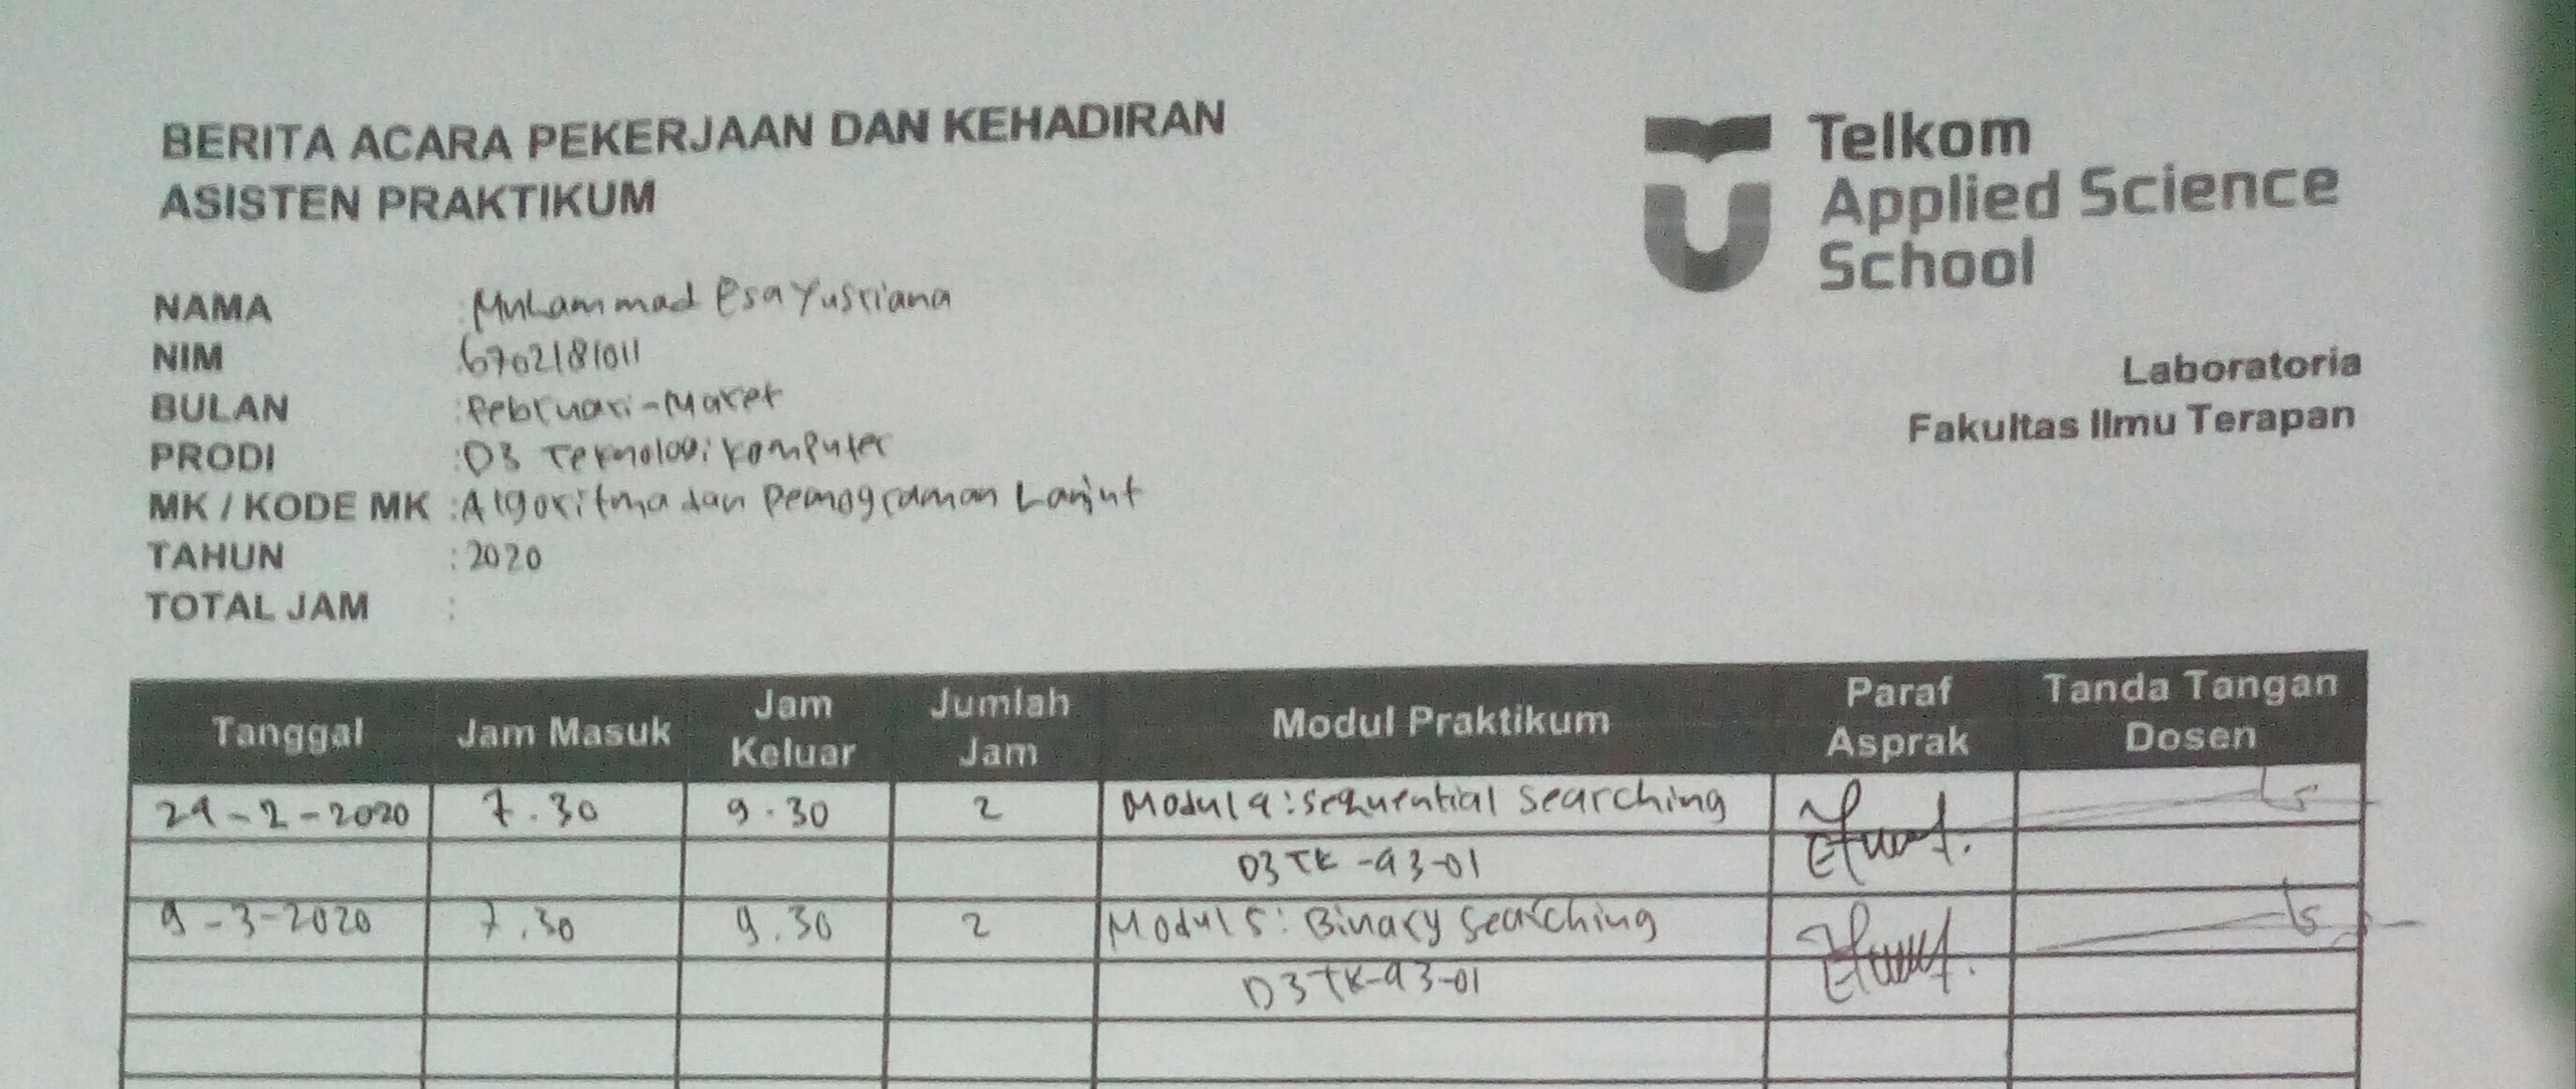 BERITA ACARA PEKERJAAN DAN KEHADIRAN
ASISTEN PRAKTIKUM
Telkom
Applied Science
School
Laboratoria
Fakultas Ilmu Terapan
NAMA : Muhammad Esa Yusriana
NIM : 6702181011
BULAN : Februari-Maret
PRODI : D3 Teknologi Komputer
MK / KODE MK : Algoritma dan Pemograman Lanjut
TAHUN : 2020
TOTAL JAM :
Tanggal Jam Masuk Jam Keluar Jumlah Jam Modul Praktikum Paraf Asprak Tanda Tangan Dosen
24-2-2020 7.30 9.30 2 Modul 4: Sequential Searching
D3TK-43-01
9-3-2020 7.30 9.30 2 Modul 5: Binary Searching
D3TK-43-01